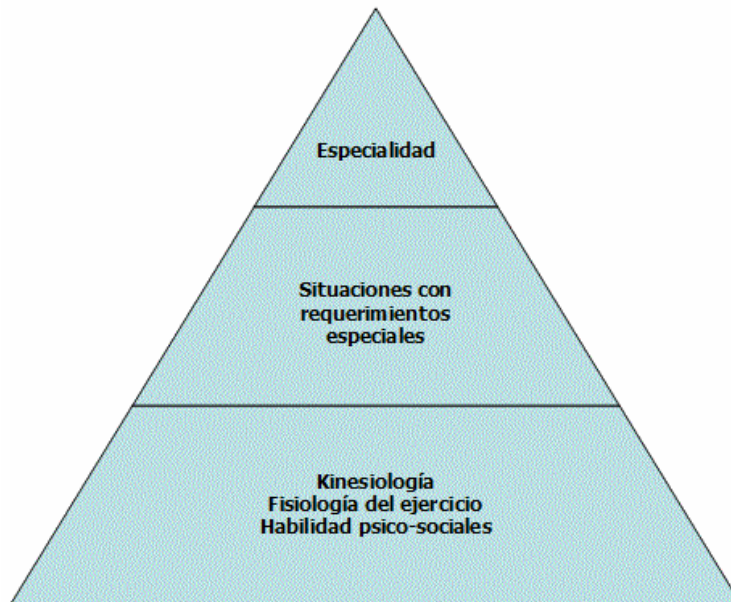 Especialidad
Situaciones con
requerimientos
especiales
Kinesiología
Fisiología del ejercicio
Habilidad psico-sociales